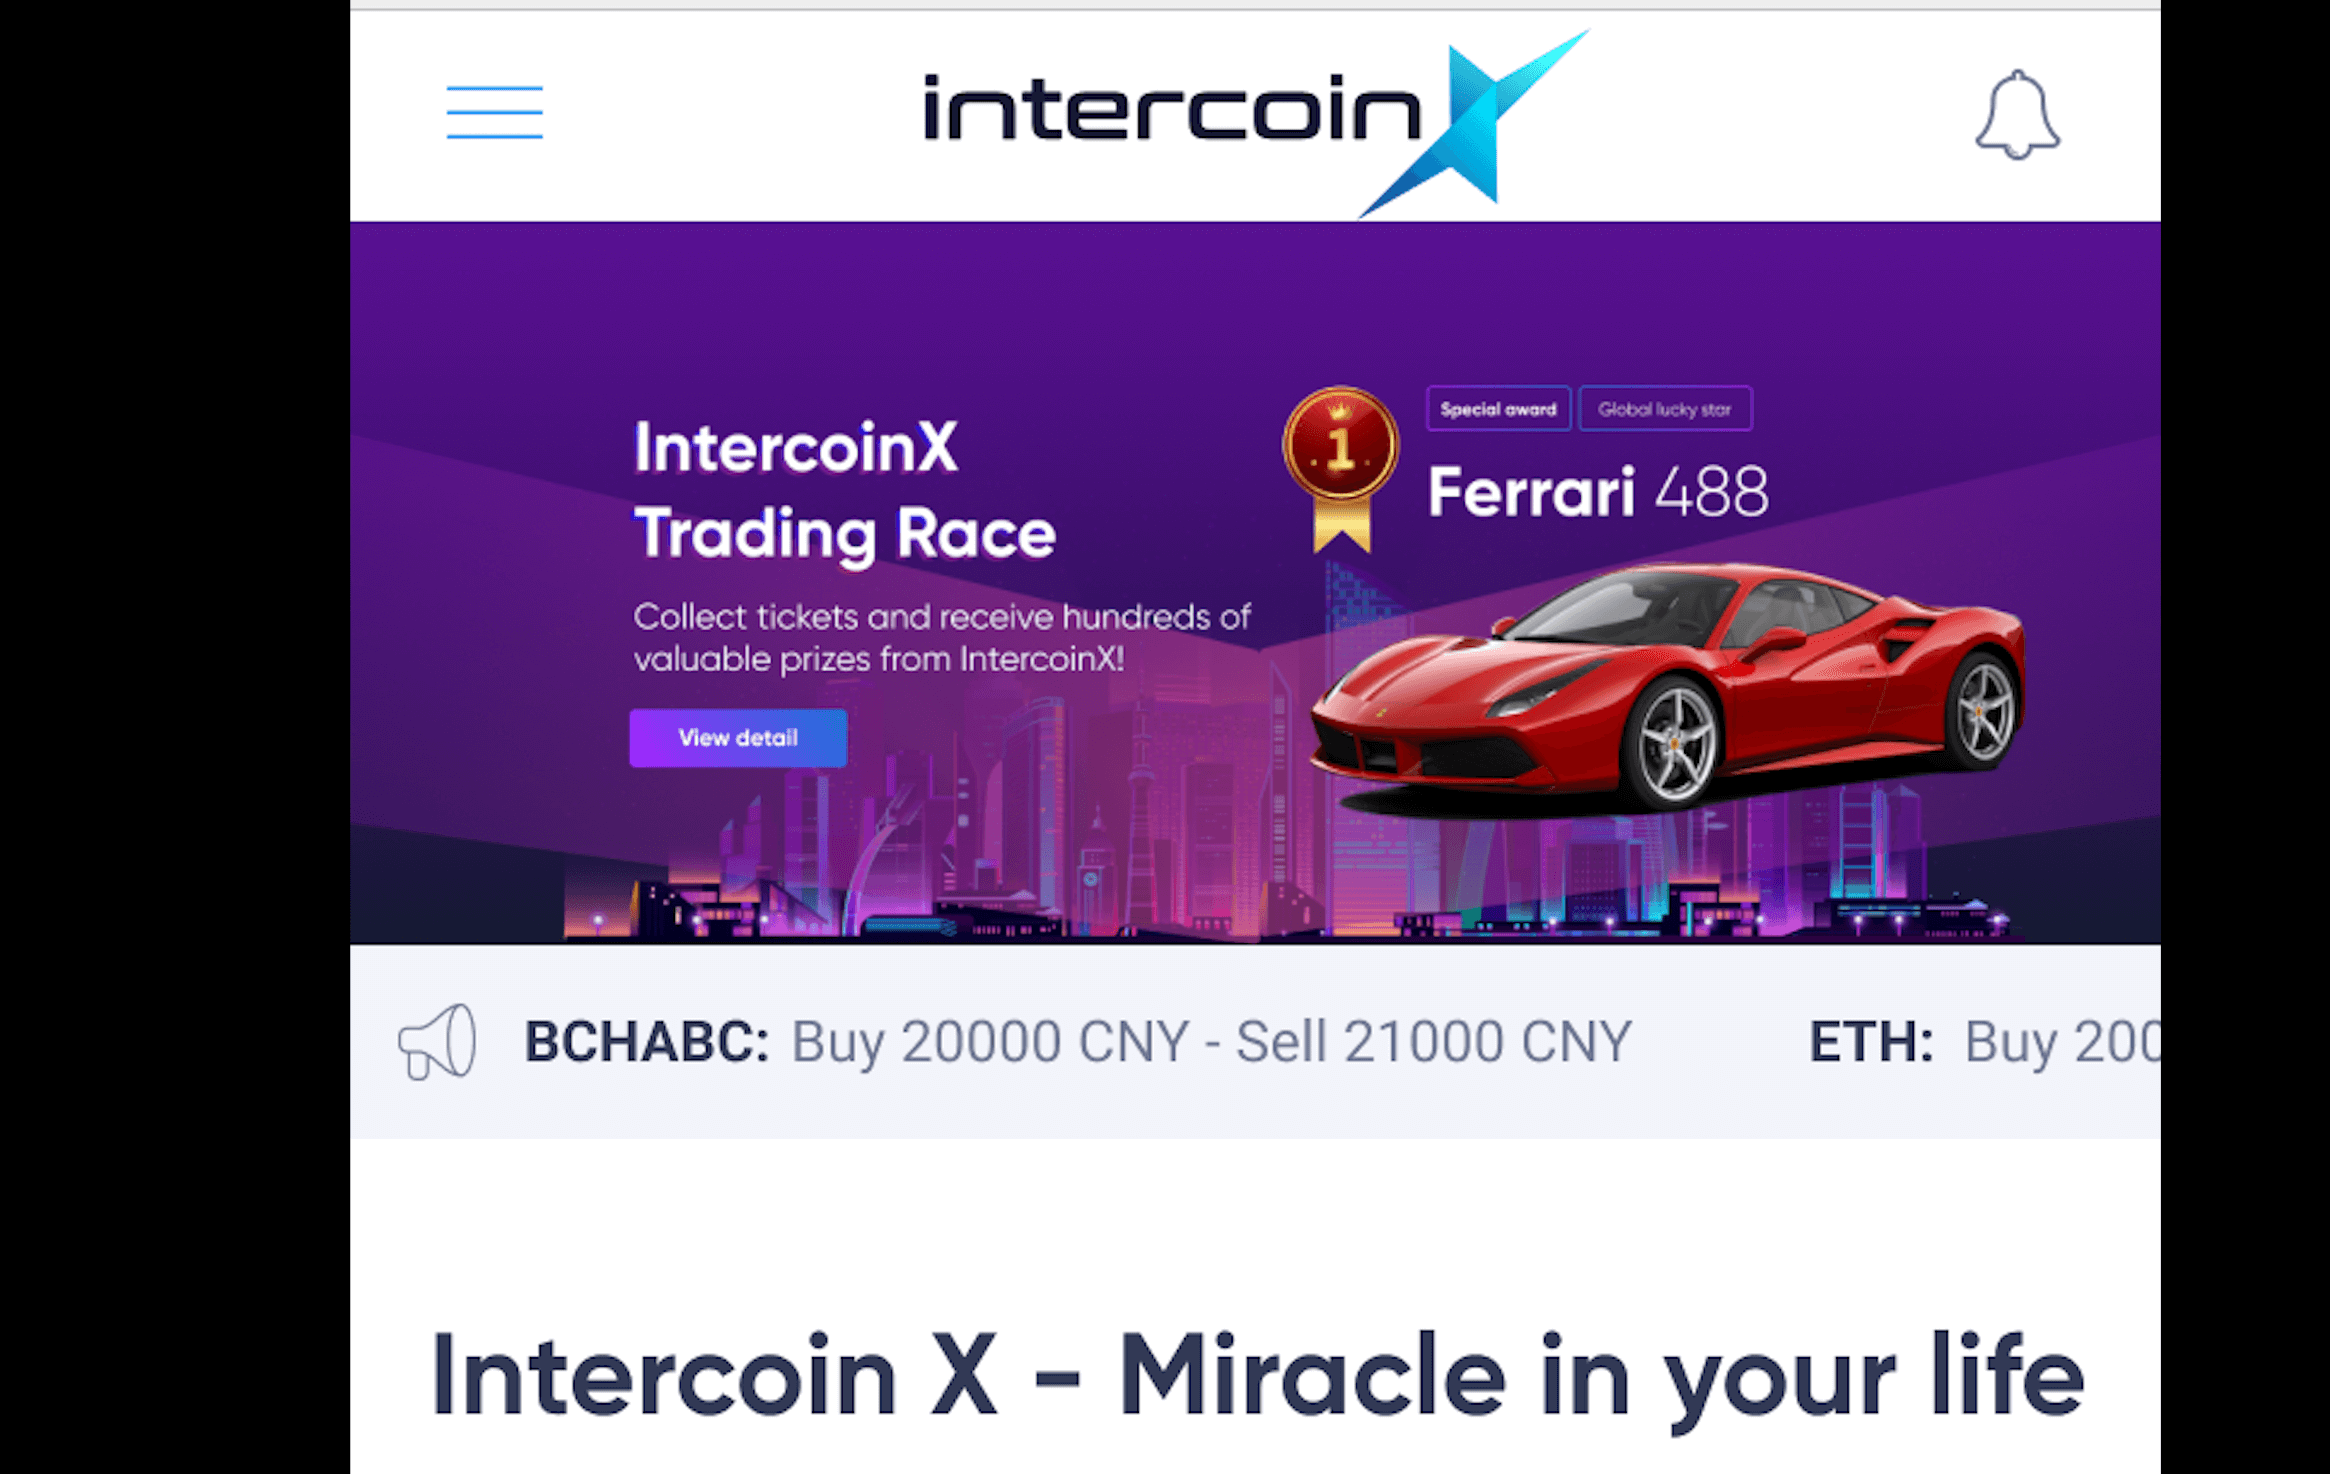 intercoin
IntercoinX
Trading Race
Collect tickets and receive hundreds of
valuable prizes from IntercoinX!
View detail
1
Special award
Global lucky star
Ferrari 488
BCHABC: Buy 20000 CNY - Sell 21000 CNY
ETH: Buy 200
Intercoin X - Miracle in your life